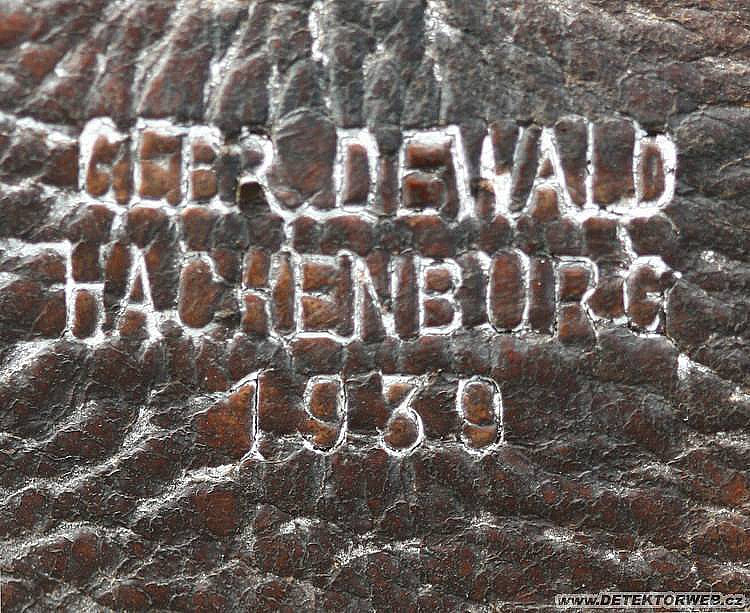 GEBR. DEWALD
HACHENBURG
1939
www.DETEKTORWEB.cz